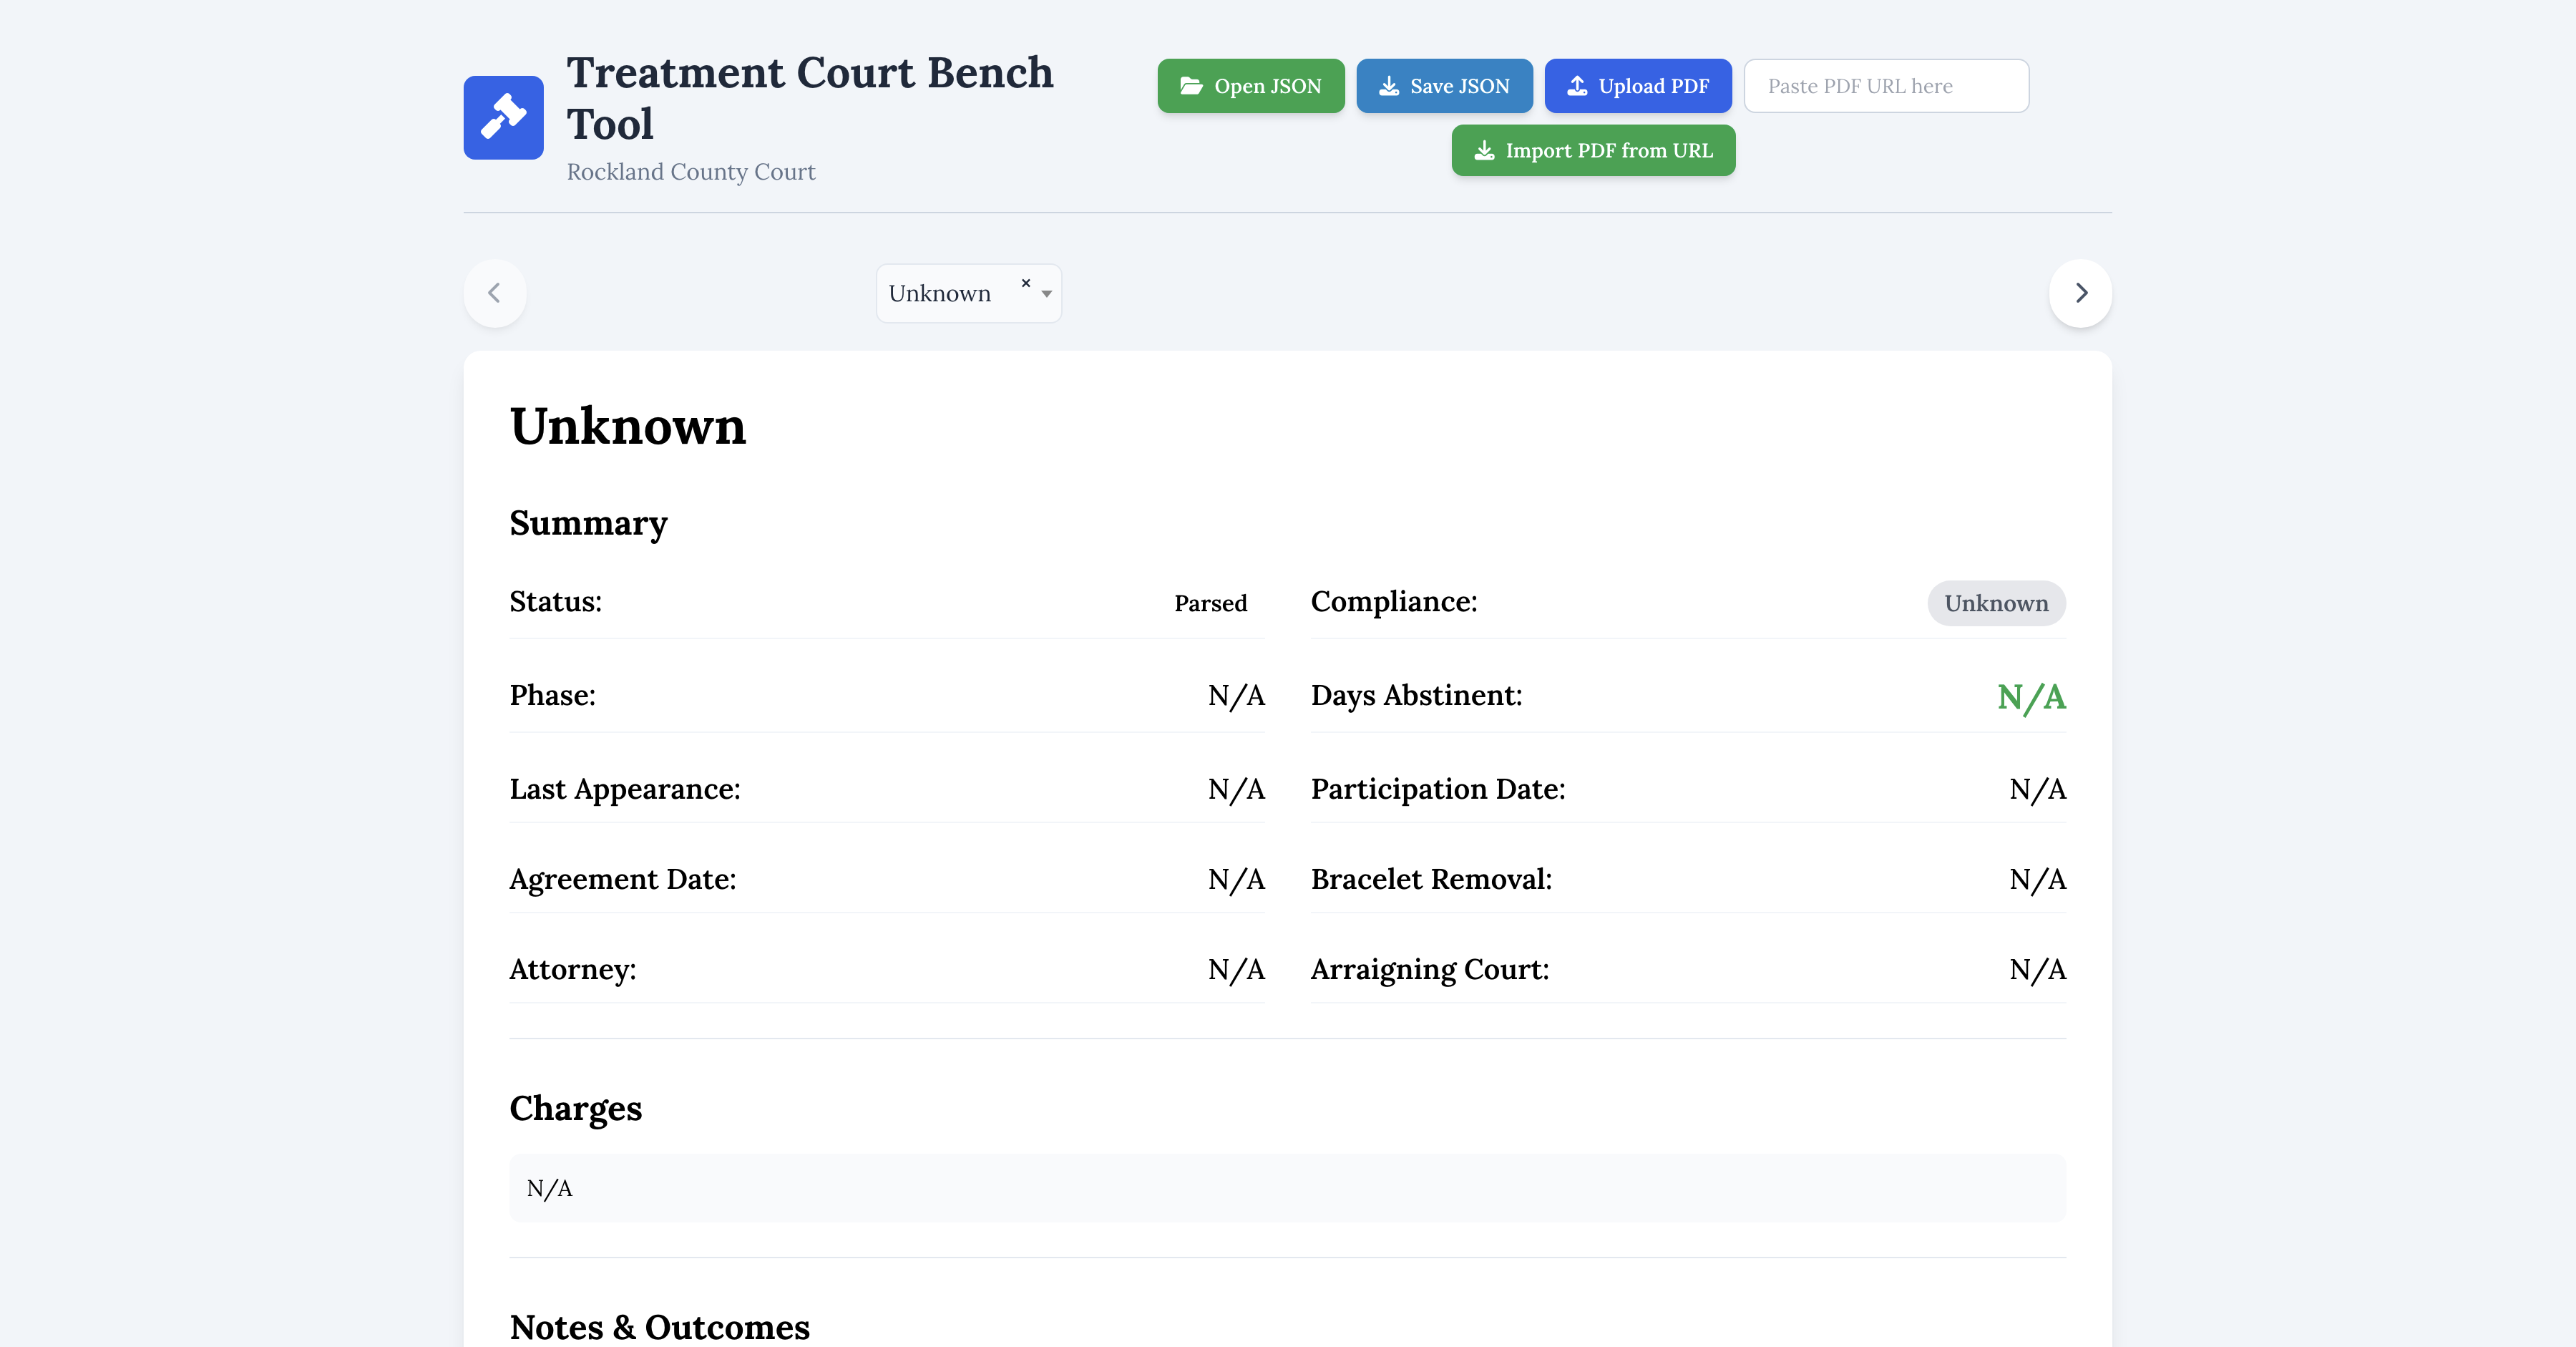 Treatment Court Bench
Tool
Rockland County Court
Open JSON
Save JSON
Upload PDF
Paste PDF URL here
Import PDF from URL
Unknown ×
Unknown
Summary
Status: Parsed
Compliance: Unknown
Phase: N/A
Days Abstinent: N/A
Last Appearance: N/A
Participation Date: N/A
Agreement Date: N/A
Bracelet Removal: N/A
Attorney: N/A
Arraigning Court: N/A
Charges
N/A
Notes & Outcomes